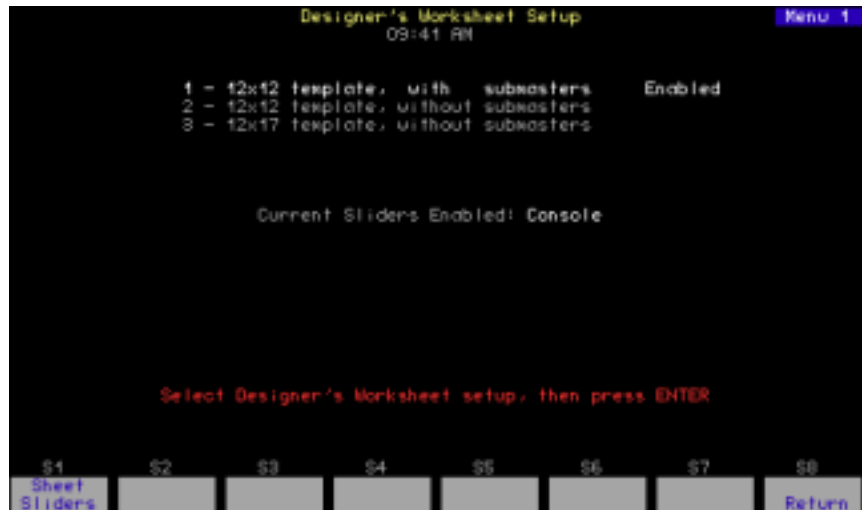 Designer's Worksheet Setup
Menu 1
09:41 AM
1 - 12x12 template, with submasters Enabled
2 - 12x12 template, without submasters
3 - 12x17 template, without submasters
Current Sliders Enabled: Console
Select Designer's Worksheet setup, then press ENTER
S1 S2 S3 S4 S5 S6 S7 S8
Sheet
Sliders Return